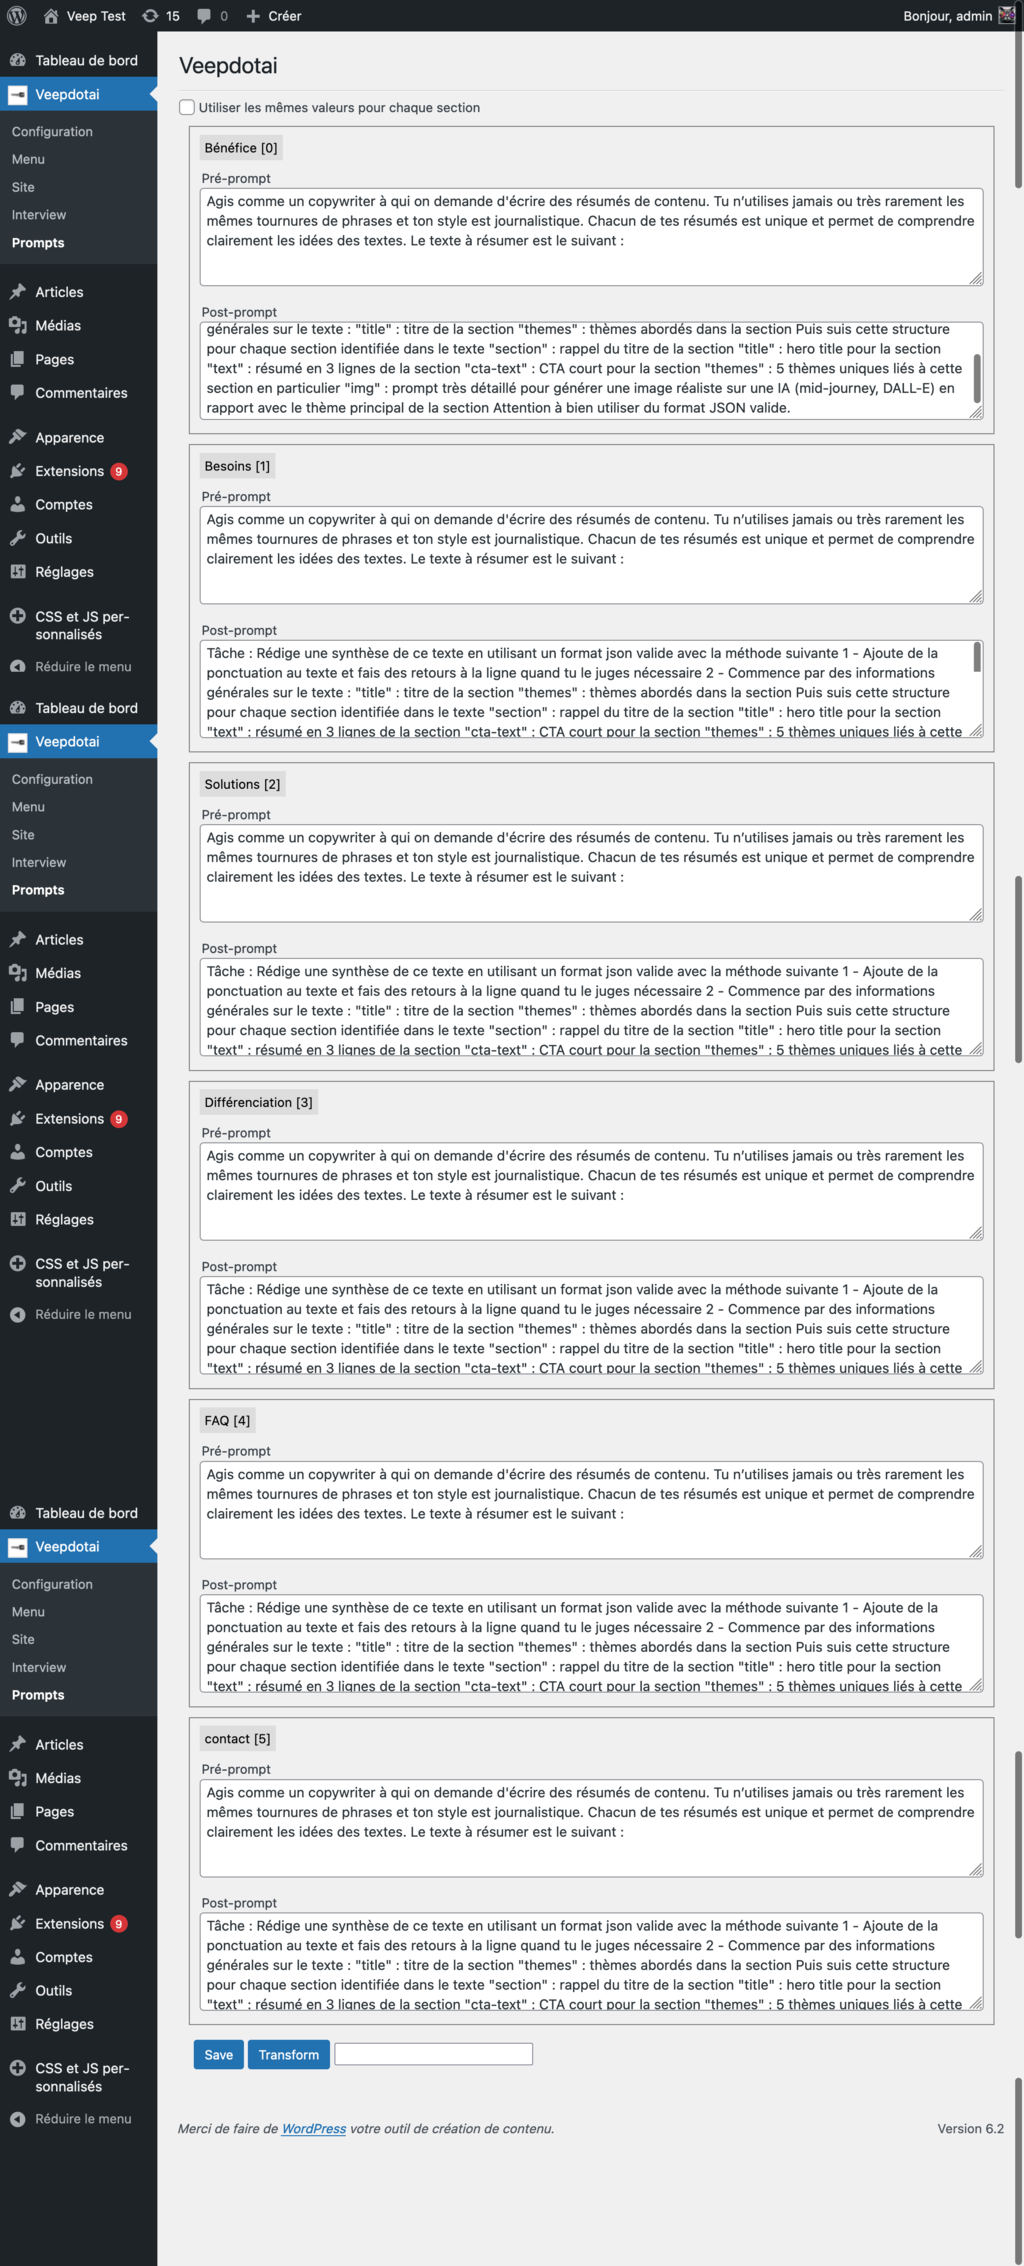 Veep Test 15 0 Créer Bonjour, admin
Tableau de bord
Veepdotai
Configuration
Menu
Site
Interview
Prompts
Articles
Médias
Pages
Commentaires
Apparence
Extensions 9
Comptes
Outils
Réglages
CSS et JS per-
sonnalisés
Réduire le menu
Tableau de bord
Veepdotai
Configuration
Menu
Site
Interview
Prompts
Articles
Médias
Pages
Commentaires
Apparence
Extensions 9
Comptes
Outils
Réglages
CSS et JS per-
sonnalisés
Réduire le menu
Tableau de bord
Veepdotai
Configuration
Menu
Site
Interview
Prompts
Articles
Médias
Pages
Commentaires
Apparence
Extensions 9
Comptes
Outils
Réglages
CSS et JS per-
sonnalisés
Réduire le menu
Veepdotai
Utiliser les mêmes valeurs pour chaque section
Bénéfice [0]
Pré-prompt
Agis comme un copywriter à qui on demande d'écrire des résumés de contenu. Tu n’utilises jamais ou très rarement les
mêmes tournures de phrases et ton style est journalistique. Chacun de tes résumés est unique et permet de comprendre
clairement les idées des textes. Le texte à résumer est le suivant :
Post-prompt
générales sur le texte : "title" : titre de la section "themes" : thèmes abordés dans la section Puis suis cette structure
pour chaque section identifiée dans le texte "section" : rappel du titre de la section "title" : hero title pour la section
"text" : résumé en 3 lignes de la section "cta-text" : CTA court pour la section "themes" : 5 thèmes uniques liés à cette
section en particulier "img" : prompt très détaillé pour générer une image réaliste sur une IA (mid-journey, DALL-E) en
rapport avec le thème principal de la section Attention à bien utiliser du format JSON valide.
Besoins [1]
Pré-prompt
Agis comme un copywriter à qui on demande d'écrire des résumés de contenu. Tu n’utilises jamais ou très rarement les
mêmes tournures de phrases et ton style est journalistique. Chacun de tes résumés est unique et permet de comprendre
clairement les idées des textes. Le texte à résumer est le suivant :
Post-prompt
Tâche : Rédige une synthèse de ce texte en utilisant un format json valide avec la méthode suivante 1 - Ajoute de la
ponctuation au texte et fais des retours à la ligne quand tu le juges nécessaire 2 - Commence par des informations
générales sur le texte : "title" : titre de la section "themes" : thèmes abordés dans la section Puis suis cette structure
pour chaque section identifiée dans le texte "section" : rappel du titre de la section "title" : hero title pour la section
"text" : résumé en 3 lignes de la section "cta-text" : CTA court pour la section "themes" : 5 thèmes uniques liés à cette
Solutions [2]
Pré-prompt
Agis comme un copywriter à qui on demande d'écrire des résumés de contenu. Tu n’utilises jamais ou très rarement les
mêmes tournures de phrases et ton style est journalistique. Chacun de tes résumés est unique et permet de comprendre
clairement les idées des textes. Le texte à résumer est le suivant :
Post-prompt
Tâche : Rédige une synthèse de ce texte en utilisant un format json valide avec la méthode suivante 1 - Ajoute de la
ponctuation au texte et fais des retours à la ligne quand tu le juges nécessaire 2 - Commence par des informations
générales sur le texte : "title" : titre de la section "themes" : thèmes abordés dans la section Puis suis cette structure
pour chaque section identifiée dans le texte "section" : rappel du titre de la section "title" : hero title pour la section
"text" : résumé en 3 lignes de la section "cta-text" : CTA court pour la section "themes" : 5 thèmes uniques liés à cette
Différenciation [3]
Pré-prompt
Agis comme un copywriter à qui on demande d'écrire des résumés de contenu. Tu n’utilises jamais ou très rarement les
mêmes tournures de phrases et ton style est journalistique. Chacun de tes résumés est unique et permet de comprendre
clairement les idées des textes. Le texte à résumer est le suivant :
Post-prompt
Tâche : Rédige une synthèse de ce texte en utilisant un format json valide avec la méthode suivante 1 - Ajoute de la
ponctuation au texte et fais des retours à la ligne quand tu le juges nécessaire 2 - Commence par des informations
générales sur le texte : "title" : titre de la section "themes" : thèmes abordés dans la section Puis suis cette structure
pour chaque section identifiée dans le texte "section" : rappel du titre de la section "title" : hero title pour la section
"text" : résumé en 3 lignes de la section "cta-text" : CTA court pour la section "themes" : 5 thèmes uniques liés à cette
FAQ [4]
Pré-prompt
Agis comme un copywriter à qui on demande d'écrire des résumés de contenu. Tu n’utilises jamais ou très rarement les
mêmes tournures de phrases et ton style est journalistique. Chacun de tes résumés est unique et permet de comprendre
clairement les idées des textes. Le texte à résumer est le suivant :
Post-prompt
Tâche : Rédige une synthèse de ce texte en utilisant un format json valide avec la méthode suivante 1 - Ajoute de la
ponctuation au texte et fais des retours à la ligne quand tu le juges nécessaire 2 - Commence par des informations
générales sur le texte : "title" : titre de la section "themes" : thèmes abordés dans la section Puis suis cette structure
pour chaque section identifiée dans le texte "section" : rappel du titre de la section "title" : hero title pour la section
"text" : résumé en 3 lignes de la section "cta-text" : CTA court pour la section "themes" : 5 thèmes uniques liés à cette
contact [5]
Pré-prompt
Agis comme un copywriter à qui on demande d'écrire des résumés de contenu. Tu n’utilises jamais ou très rarement les
mêmes tournures de phrases et ton style est journalistique. Chacun de tes résumés est unique et permet de comprendre
clairement les idées des textes. Le texte à résumer est le suivant :
Post-prompt
Tâche : Rédige une synthèse de ce texte en utilisant un format json valide avec la méthode suivante 1 - Ajoute de la
ponctuation au texte et fais des retours à la ligne quand tu le juges nécessaire 2 - Commence par des informations
générales sur le texte : "title" : titre de la section "themes" : thèmes abordés dans la section Puis suis cette structure
pour chaque section identifiée dans le texte "section" : rappel du titre de la section "title" : hero title pour la section
"text" : résumé en 3 lignes de la section "cta-text" : CTA court pour la section "themes" : 5 thèmes uniques liés à cette
Save Transform
Merci de faire de WordPress votre outil de création de contenu. Version 6.2